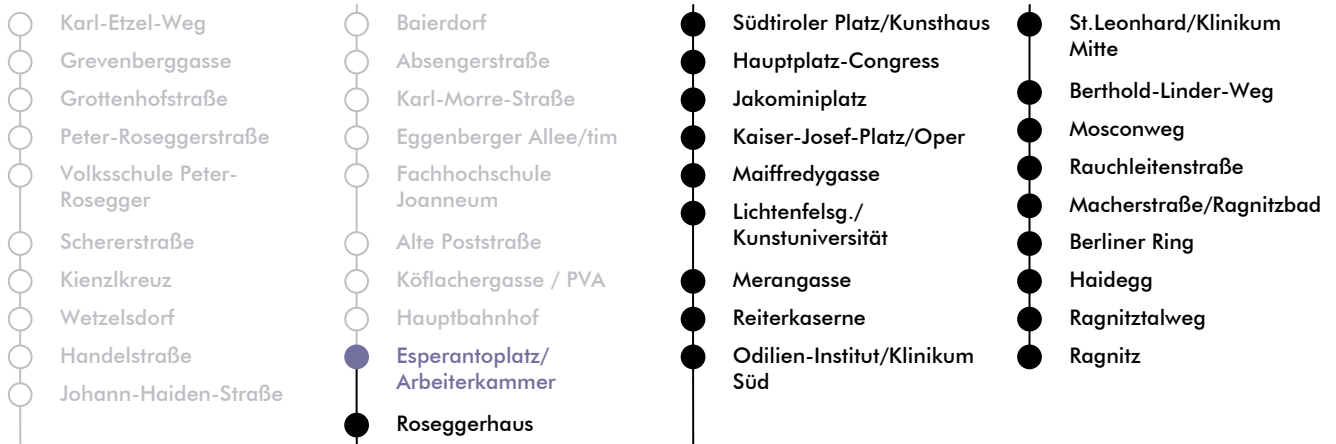 Karl-Etzel-Weg
Grevenberggasse
Grottenhofstraße
Peter-Roseggerstraße
Volksschule Peter-
Rosegger
Schererstraße
Kienzlkreuz
Wetzelsdorf
Handelstraße
Johann-Haiden-Straße
Baierdorf
Absengerstraße
Karl-Morre-Straße
Eggenberger Allee/tim
Fachhochschule
Joanneum
Alte Poststraße
Köflachergasse / PVA
Hauptbahnhof
Esperantoplatz/
Arbeiterkammer
Roseggerhaus
Südtiroler Platz/Kunsthaus
Hauptplatz-Congress
Jakominiplatz
Kaiser-Josef-Platz/Oper
Maiffredygasse
Lichtenfelsg./
Kunstuniversität
Merangasse
Reiterkaserne
Odilien-Institut/Klinikum
Süd
St.Leonhard/Klinikum
Mitte
Berthold-Linder-Weg
Mosconweg
Rauchleitenstraße
Macherstraße/Ragnitzbad
Berliner Ring
Haidegg
Ragnitztalweg
Ragnitz